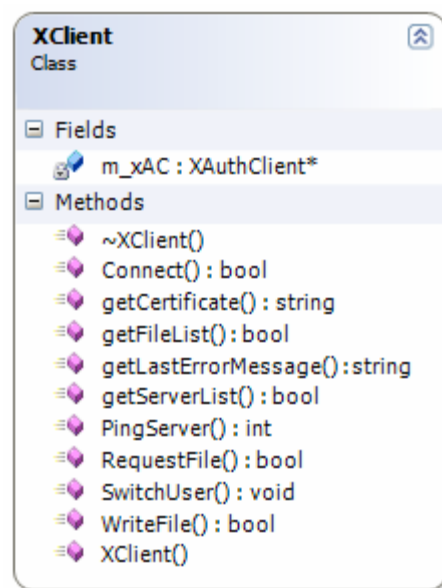 XClient
Class
Fields
m_xAC : XAuthClient*
Methods
~XClient()
Connect() : bool
getCertificate() : string
getFileList() : bool
getLastErrorMessage() : string
getServerList() : bool
PingServer() : int
RequestFile() : bool
SwitchUser() : void
WriteFile() : bool
XClient()